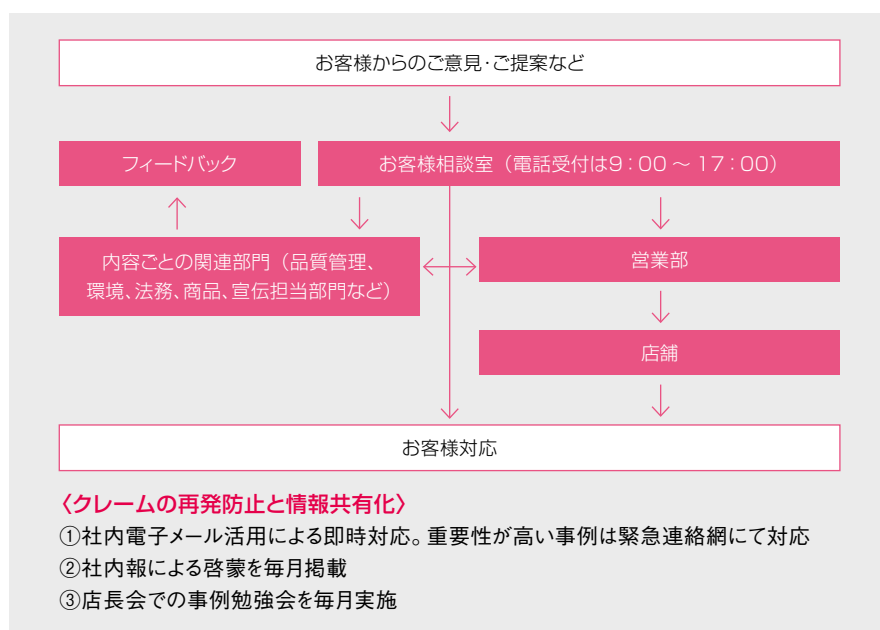 お客様からのご意見・ご提案など
フィードバック
お客様相談室（電話受付は9：00 〜 17：00）
内容ごとの関連部門（品質管理、
環境、法務、商品、宣伝担当部門など）
営業部
店舗
お客様対応
〈クレームの再発防止と情報共有化〉
①社内電子メール活用による即時対応。重要性が高い事例は緊急連絡網にて対応
②社内報による啓蒙を毎月掲載
③店長会での事例勉強会を毎月実施